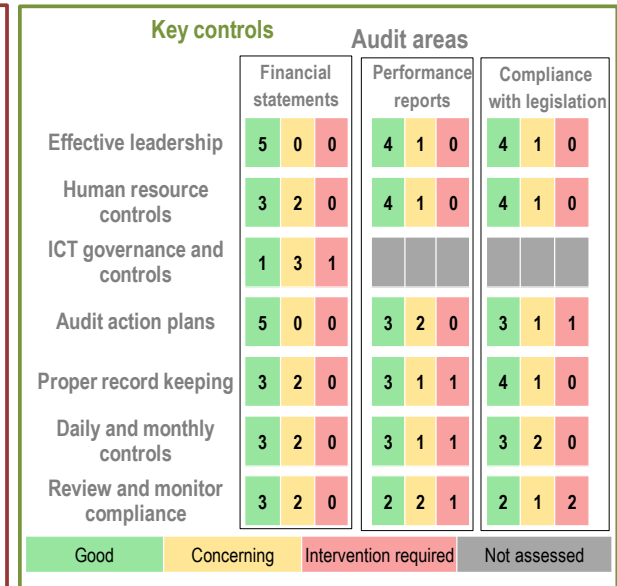 Key controls
Audit areas
Financial statements
Performance reports
Compliance with legislation
Effective leadership 5 0 0 4 1 0 4 1 0
Human resource controls 3 2 0 4 1 0 4 1 0
ICT governance and controls 1 3 1
Audit action plans 5 0 0 3 2 0 3 1 1
Proper record keeping 3 2 0 3 1 1 4 1 0
Daily and monthly controls 3 2 0 3 1 1 3 2 0
Review and monitor compliance 3 2 0 2 2 1 2 1 2
Good Concerning Intervention required Not assessed